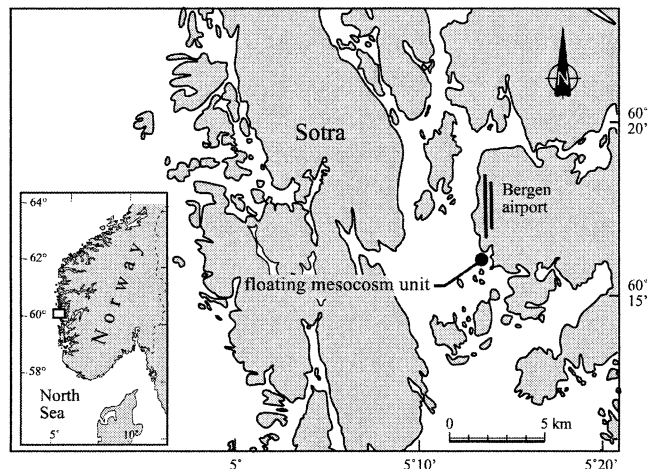 60°
20'
Sotra
Bergen
airport
floating mesocosm unit
60°
15'
64°
62°
60°
58°
Norway
North
Sea
5°
10°
0 5 km
5°
5°10'
5°20'
N